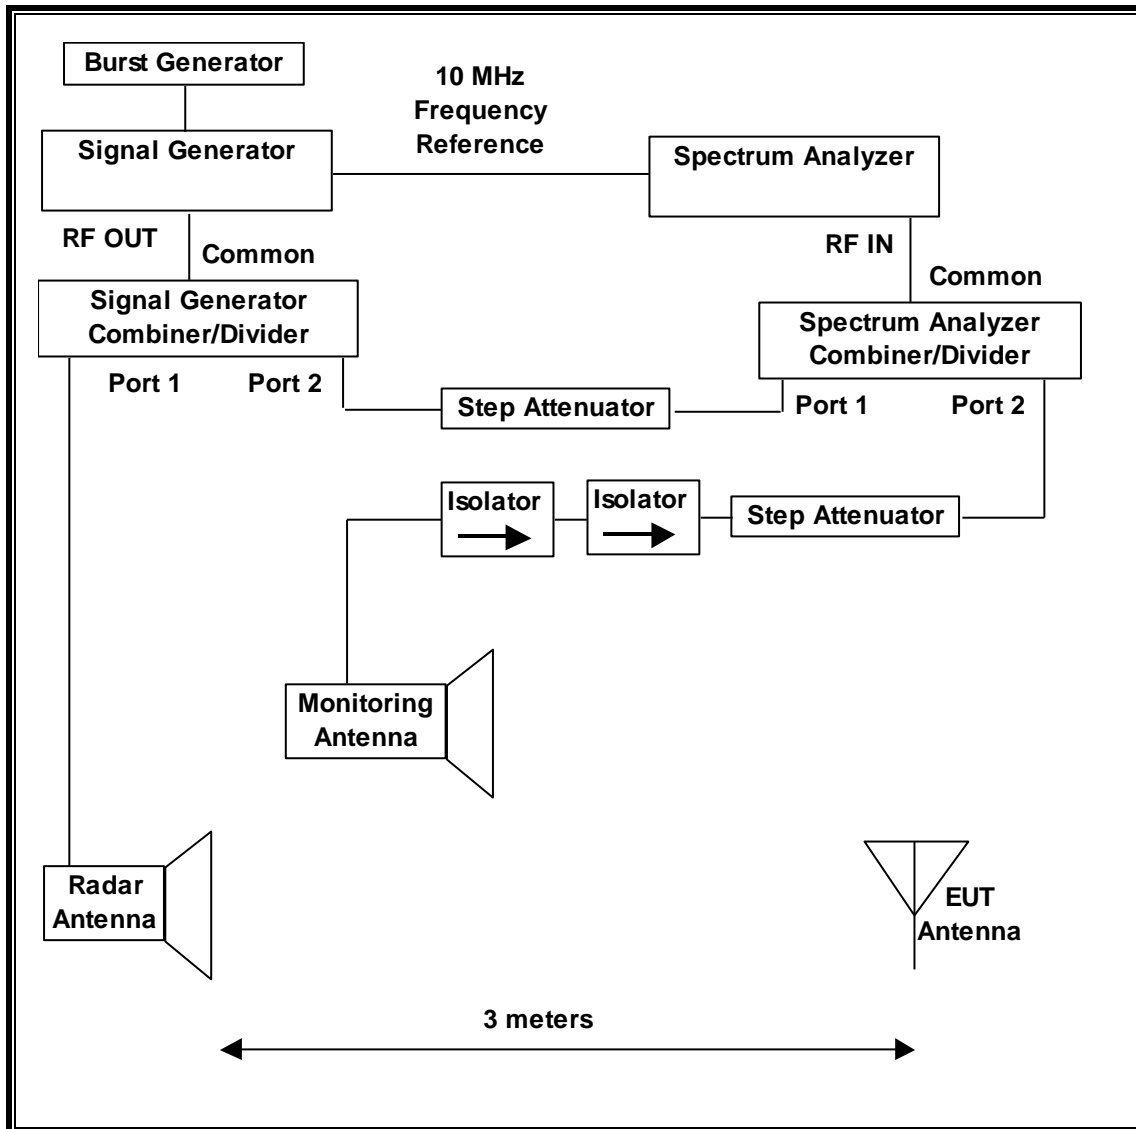 Burst Generator
10 MHz
Frequency
Reference
Signal Generator
Spectrum Analyzer
RF OUT
Common
RF IN
Common
Signal Generator
Combiner/Divider
Spectrum Analyzer
Combiner/Divider
Port 1
Port 2
Step Attenuator
Port 1
Port 2
Isolator
Isolator
Step Attenuator
Monitoring
Antenna
Radar
Antenna
EUT
Antenna
3 meters